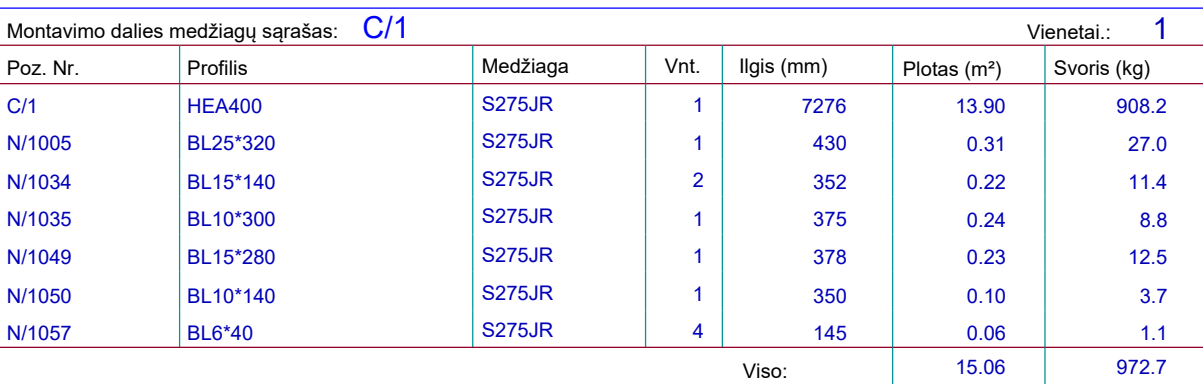 Montavimo dalies medžiagų sąrašas: C/1 Vienetai.: 1
Poz. Nr. Profilis Medžiaga Vnt. Ilgis (mm) Plotas (m²) Svoris (kg)
C/1 HEA400 S275JR 1 7276 13.90 908.2
N/1005 BL25*320 S275JR 1 430 0.31 27.0
N/1034 BL15*140 S275JR 2 352 0.22 11.4
N/1035 BL10*300 S275JR 1 375 0.24 8.8
N/1049 BL15*280 S275JR 1 378 0.23 12.5
N/1050 BL10*140 S275JR 1 350 0.10 3.7
N/1057 BL6*40 S275JR 4 145 0.06 1.1
Viso: 15.06 972.7